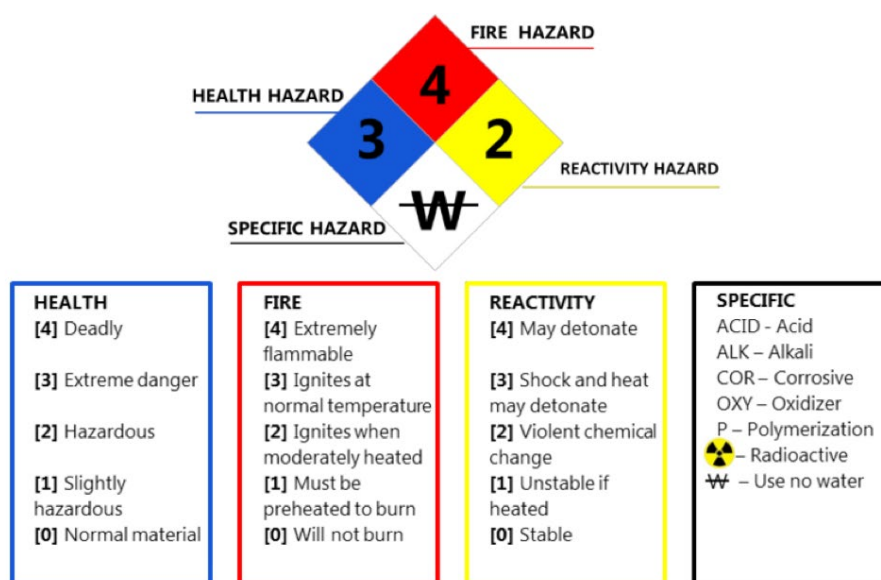 FIRE HAZARD
HEALTH HAZARD
4
3
2
REACTIVITY HAZARD
W
SPECIFIC HAZARD
HEALTH
[4] Deadly
[3] Extreme danger
[2] Hazardous
[1] Slightly
hazardous
[0] Normal material
FIRE
[4] Extremely
flammable
[3] Ignites at
normal temperature
[2] Ignites when
moderately heated
[1] Must be
preheated to burn
[0] Will not burn
REACTIVITY
[4] May detonate
[3] Shock and heat
may detonate
[2] Violent chemical
change
[1] Unstable if
heated
[0] Stable
SPECIFIC
ACID - Acid
ALK – Alkali
COR – Corrosive
OXY – Oxidizer
P – Polymerization
– Radioactive
W – Use no water